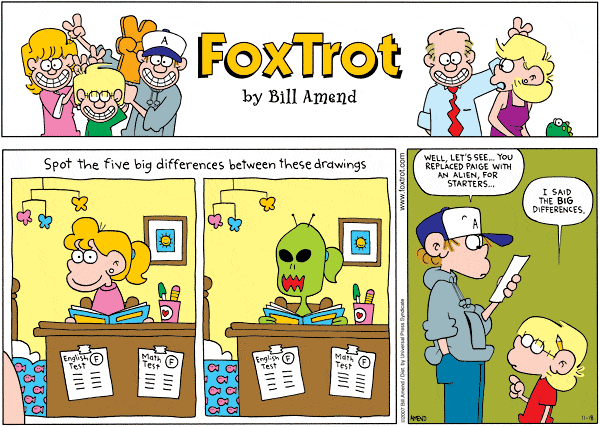 A
FoxTrot
by Bill Amend
Spot the five big differences between these drawings
English
Test
F
Math
Test
F
English
Test
F
Math
Test
F
www.foxtrot.com
©2007 Bill Amend / Dist. by Universal Press Syndicate
WELL, LET'S SEE... YOU
REPLACED PAIGE WITH
AN ALIEN, FOR
STARTERS...
I SAID
THE BIG
DIFFERENCES.
A
AMEND
11-18